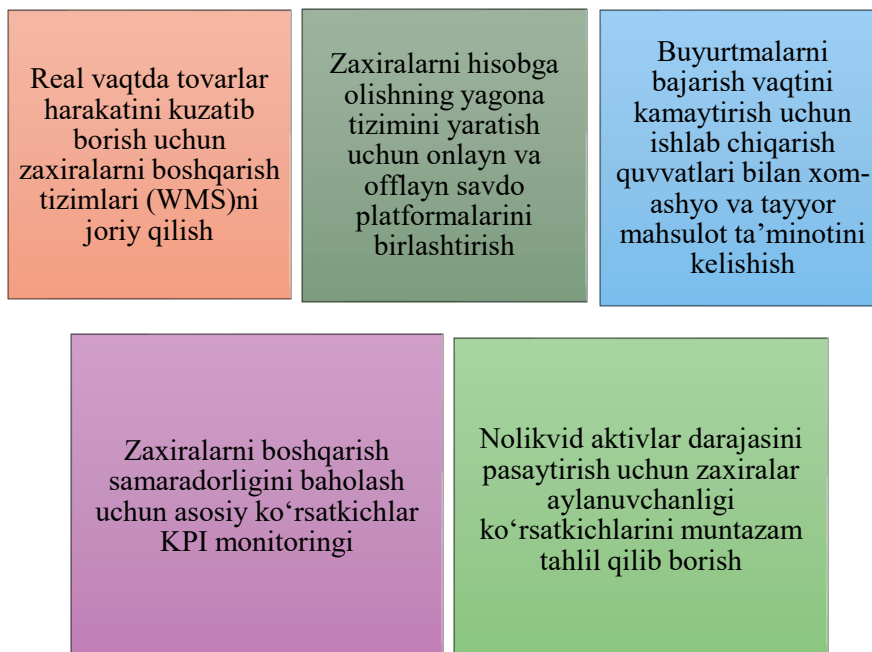 Real vaqtda tovarlar
harakatini kuzatib
borish uchun
zaxiralarni boshqarish
tizimlari (WMS)ni
joriy qilish
Zaxiralarni hisobga
olishning yagona
tizimini yaratish
uchun onlayn va
offlayn savdo
platformalarini
birlashtirish
Buyurtmalarni
bajarish vaqtini
kamaytirish uchun
ishlab chiqarish
quvvatlari bilan xom-
ashyo va tayyor
mahsulot ta’minotini
kelishish
Zaxiralarni boshqarish
samaradorligini baholash
uchun asosiy ko‘rsatkichlar
KPI monitoringi
Nolikvid aktivlar darajasini
pasaytirish uchun zaxiralar
aylanuvchanligi
ko‘rsatkichlarini muntazam
tahlil qilib borish